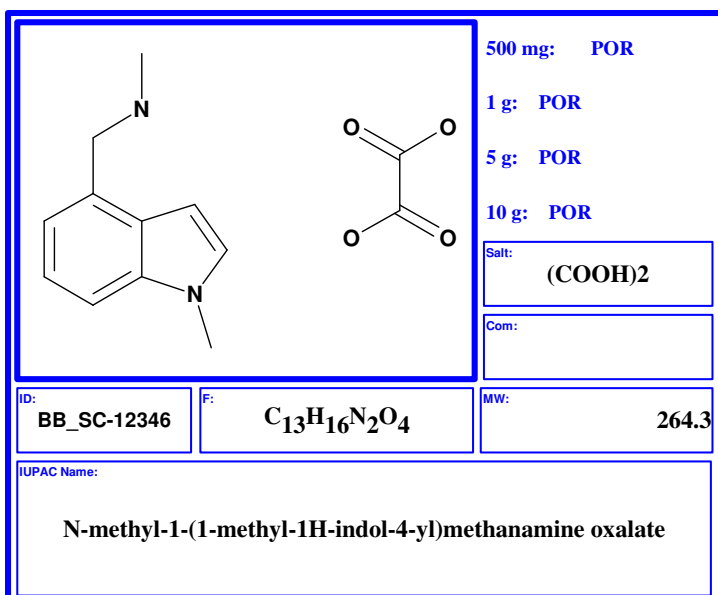 500 mg: POR
1 g: POR
5 g: POR
10 g: POR
N
N
O
O
O
O
Salt:
(COOH)2
Com:
ID:
BB_SC-12346
F:
C13H16N2O4
MW:
264.3
IUPAC Name:
N-methyl-1-(1-methyl-1H-indol-4-yl)methanamine oxalate